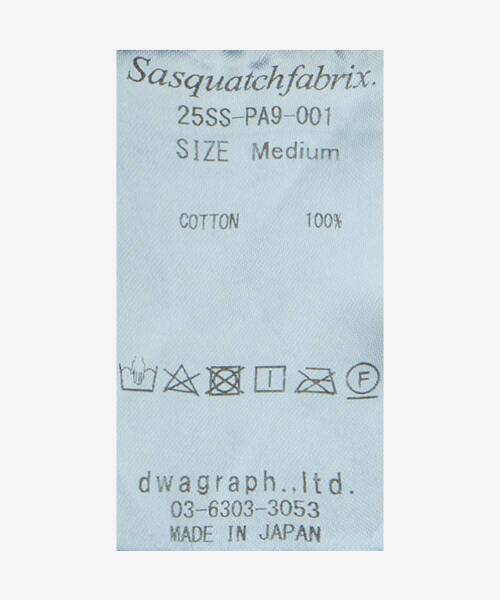 Sasquatchfabrix.
25SS-PA9-001
SIZE Medium
COTTON 100%
F
dwagraph.,ltd.
03-6303-3053
MADE IN JAPAN